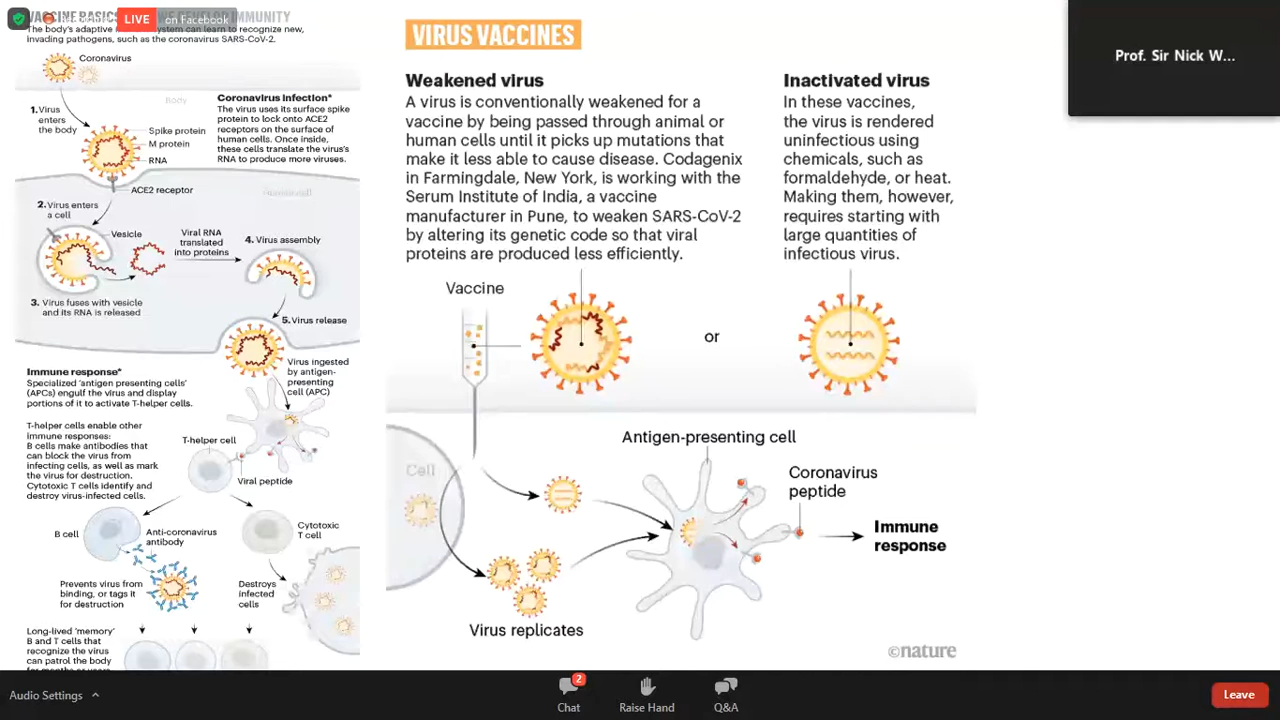 VACCINE BASICS WE DEVELOP IMMUNITY
LIVE on Facebook
The body's adaptive system can learn to recognize new,
invading pathogens, such as the coronavirus SARS-CoV-2.
Coronavirus
Body
1. Virus
enters
the body
Spike protein
M protein
RNA
ACE2 receptor
Coronavirus infection*
The virus uses its surface spike
protein to lock onto ACE2
receptors on the surface of
human cells. Once inside,
these cells translate the virus's
RNA to produce more viruses.
2. Virus enters
a cell
Vesicle
Viral RNA
translated
into proteins
4. Virus assembly
3. Virus fuses with vesicle
and its RNA is released
5. Virus release
Immune response*
Specialized 'antigen presenting cells'
(APCs) engulf the virus and display
portions of it to activate T-helper cells.
Virus ingested
by antigen-
presenting
cell (APC)
T-helper cells enable other
immune responses:
B cells make antibodies that
can block the virus from
infecting cells, as well as mark
the virus for destruction.
Cytotoxic T cells identify and
destroy virus-infected cells.
T-helper cell
Viral peptide
B cell
Anti-coronavirus
antibody
Cytotoxic
T cell
Prevents virus from
binding, or tags it
for destruction
Destroys
infected
cells
Long-lived 'memory'
B and T cells that
recognize the virus
can patrol the body
for months or years
VIRUS VACCINES
Weakened virus
A virus is conventionally weakened for a
vaccine by being passed through animal or
human cells until it picks up mutations that
make it less able to cause disease. Codagenix
in Farmingdale, New York, is working with the
Serum Institute of India, a vaccine
manufacturer in Pune, to weaken SARS-CoV-2
by altering its genetic code so that viral
proteins are produced less efficiently.
Inactivated virus
In these vaccines,
the virus is rendered
uninfectious using
chemicals, such as
formaldehyde, or heat.
Making them, however,
requires starting with
large quantities of
infectious virus.
Vaccine
or
Cell
Antigen-presenting cell
Coronavirus
peptide
Immune
response
Virus replicates
©nature
Prof. Sir Nick W...
Audio Settings
2
Chat
Raise Hand
Q&A
Leave